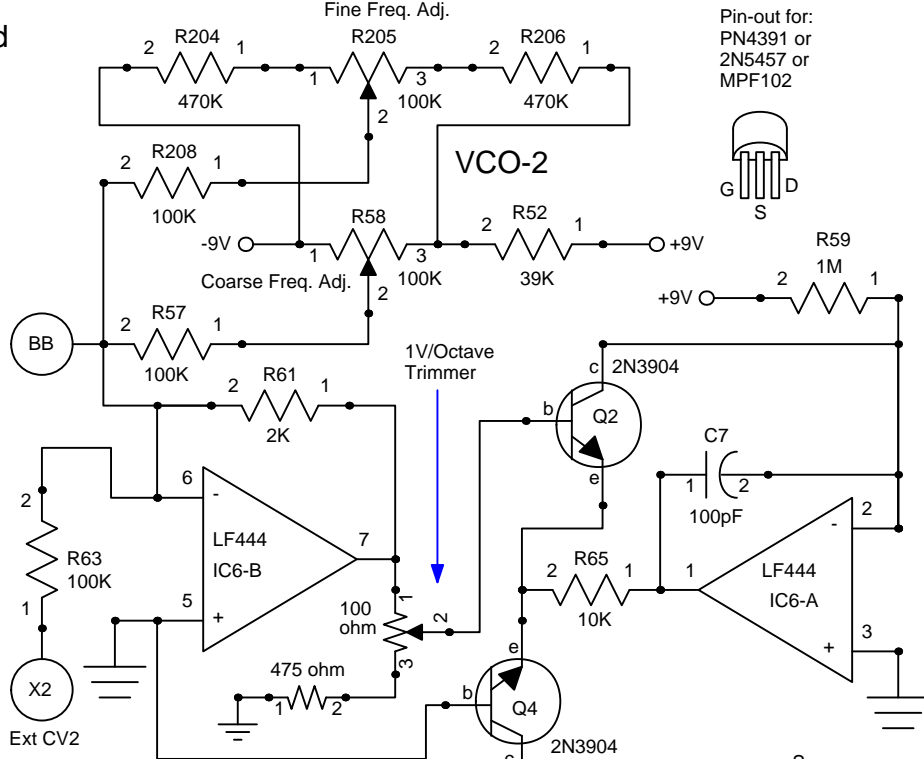 d
Fine Freq. Adj.
2 R204 1
470K
1 R205 3
2
100K
2 R206 1
470K
Pin-out for:
PN4391 or
2N5457 or
MPF102
G S D
2 R208 1
100K
VCO-2
-9V
1 R58 3
2
100K
Coarse Freq. Adj.
2 R52 1
39K
+9V
R59
1M
+9V
2 1
BB
2 R57 1
100K
1V/Octave
Trimmer
2 R61 1
2K
c 2N3904
b Q2
e
C7
1 2
100pF
6 -
LF444
IC6-B
7
5 +
2
R63
100K
1
X2
Ext CV2
1
100
ohm
2
3
475 ohm
1 2
2 R65 1
10K
1
LF444
IC6-A
- 2
+ 3
e
b Q4
2N3904